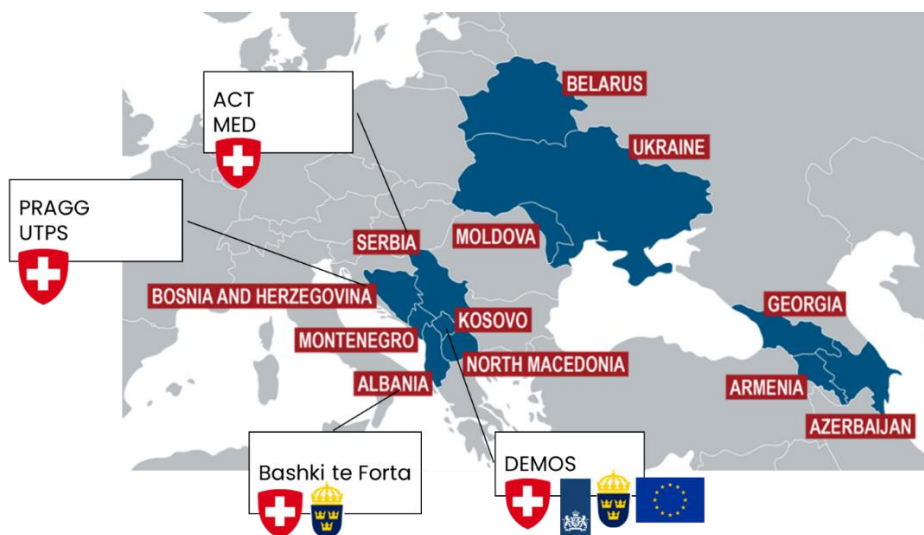 ACT
MED
BELARUS
UKRAINE
PRAGG
UTPS
SERBIA
MOLDOVA
BOSNIA AND HERZEGOVINA
GEORGIA
KOSOVO
MONTENEGRO
NORTH MACEDONIA
ALBANIA
ARMENIA
AZERBAIJAN
Bashki te Forta
DEMOS